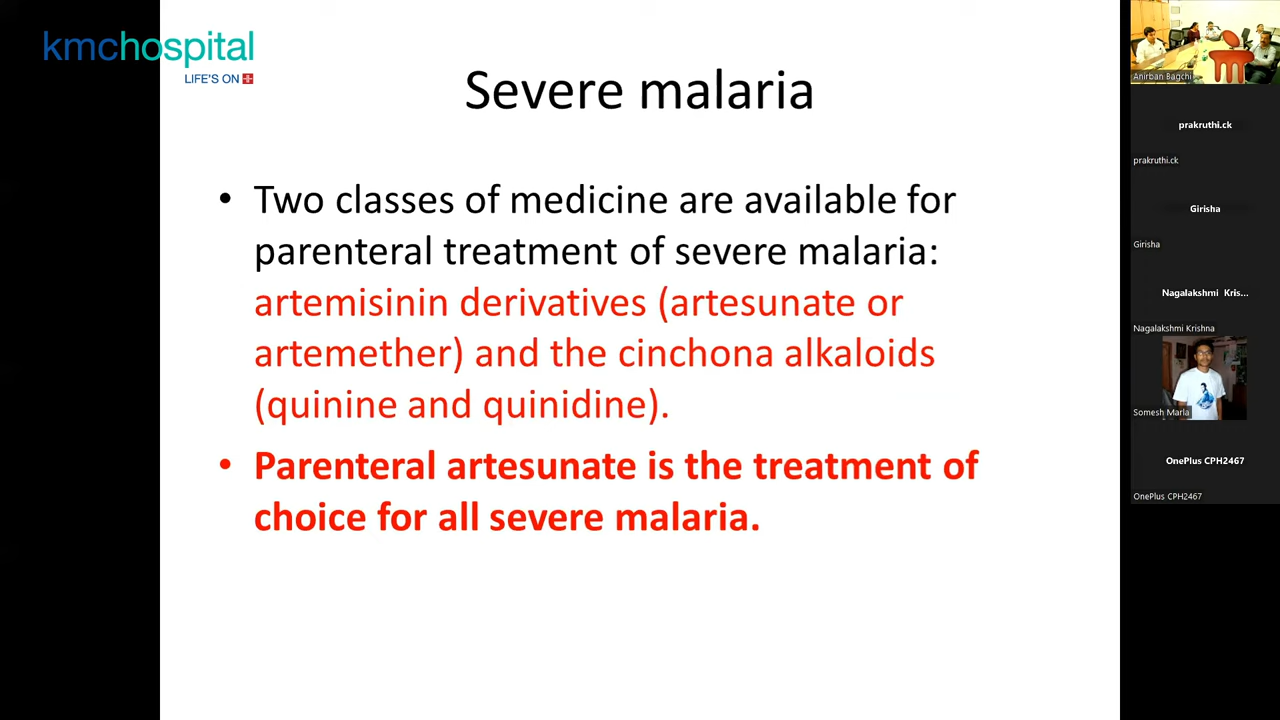 kmchospital
LIFE'S ON
Severe malaria
• Two classes of medicine are available for
parenteral treatment of severe malaria:
artemisinin derivatives (artesunate or
artemether) and the cinchona alkaloids
(quinine and quinidine).
• Parenteral artesunate is the treatment of
choice for all severe malaria.
Anirban Bagchi
prakruthi.ck
prakruthi.ck
Girisha
Girisha
Nagalakshmi Kris...
Nagalakshmi Krishna
Somesh Marla
OnePlus CPH2467
OnePlus CPH2467